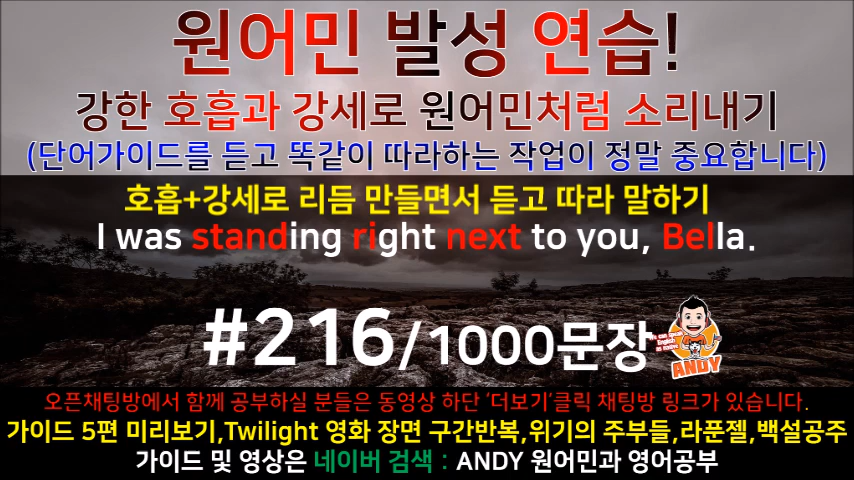 원어민 발성 연습!
강한 호흡과 강세로 원어민처럼 소리내기
(단어가이드를 듣고 똑같이 따라하는 작업이 정말 중요합니다)
호흡+강세로 리듬 만들면서 듣고 따라 말하기
I was standing right next to you, Bella.
#216/1000문장
I can speak
English
as Native
ANDY
오픈채팅방에서 함께 공부하실 분들은 동영상 하단 ‘더보기’클릭 채팅방 링크가 있습니다.
가이드 5편 미리보기,Twilight 영화 장면 구간반복,위기의 주부들,라푼젤,백설공주
가이드 및 영상은 네이버 검색 : ANDY 원어민과 영어공부